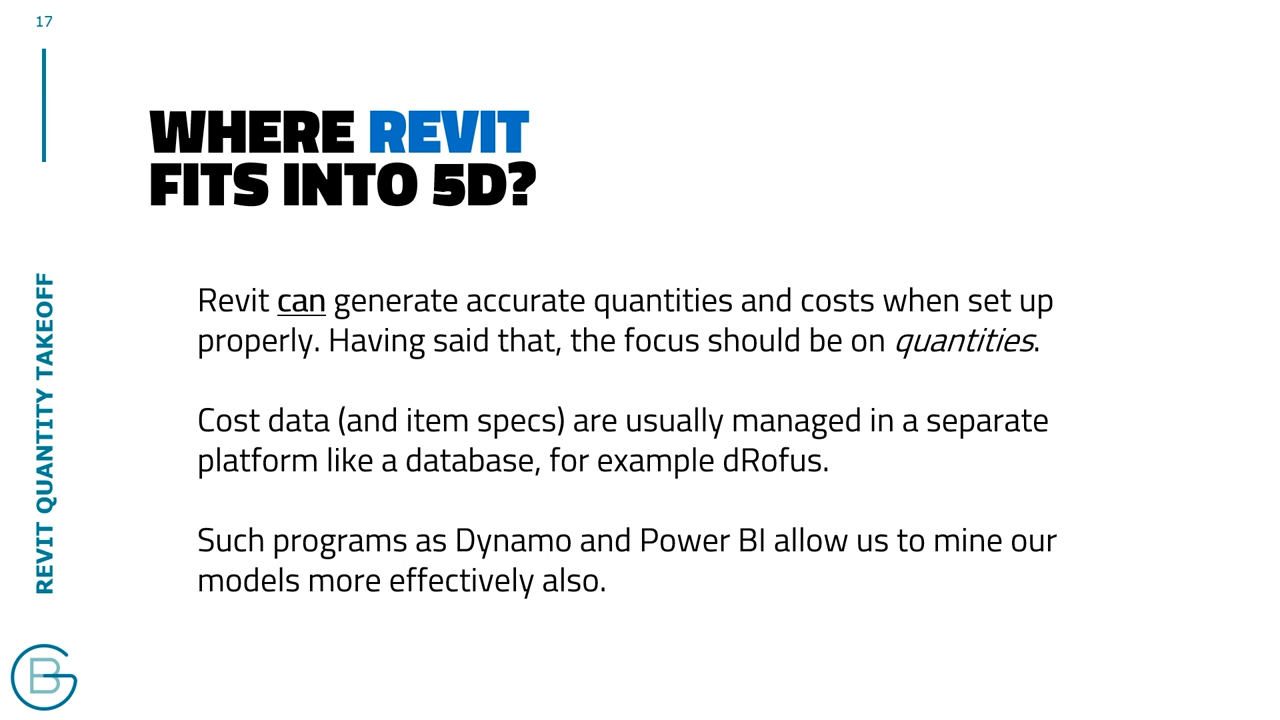 17
WHERE REVIT
FITS INTO 5D?
REVIT QUANTITY TAKEOFF
Revit can generate accurate quantities and costs when set up
properly. Having said that, the focus should be on quantities.
Cost data (and item specs) are usually managed in a separate
platform like a database, for example dRofus.
Such programs as Dynamo and Power BI allow us to mine our
models more effectively also.